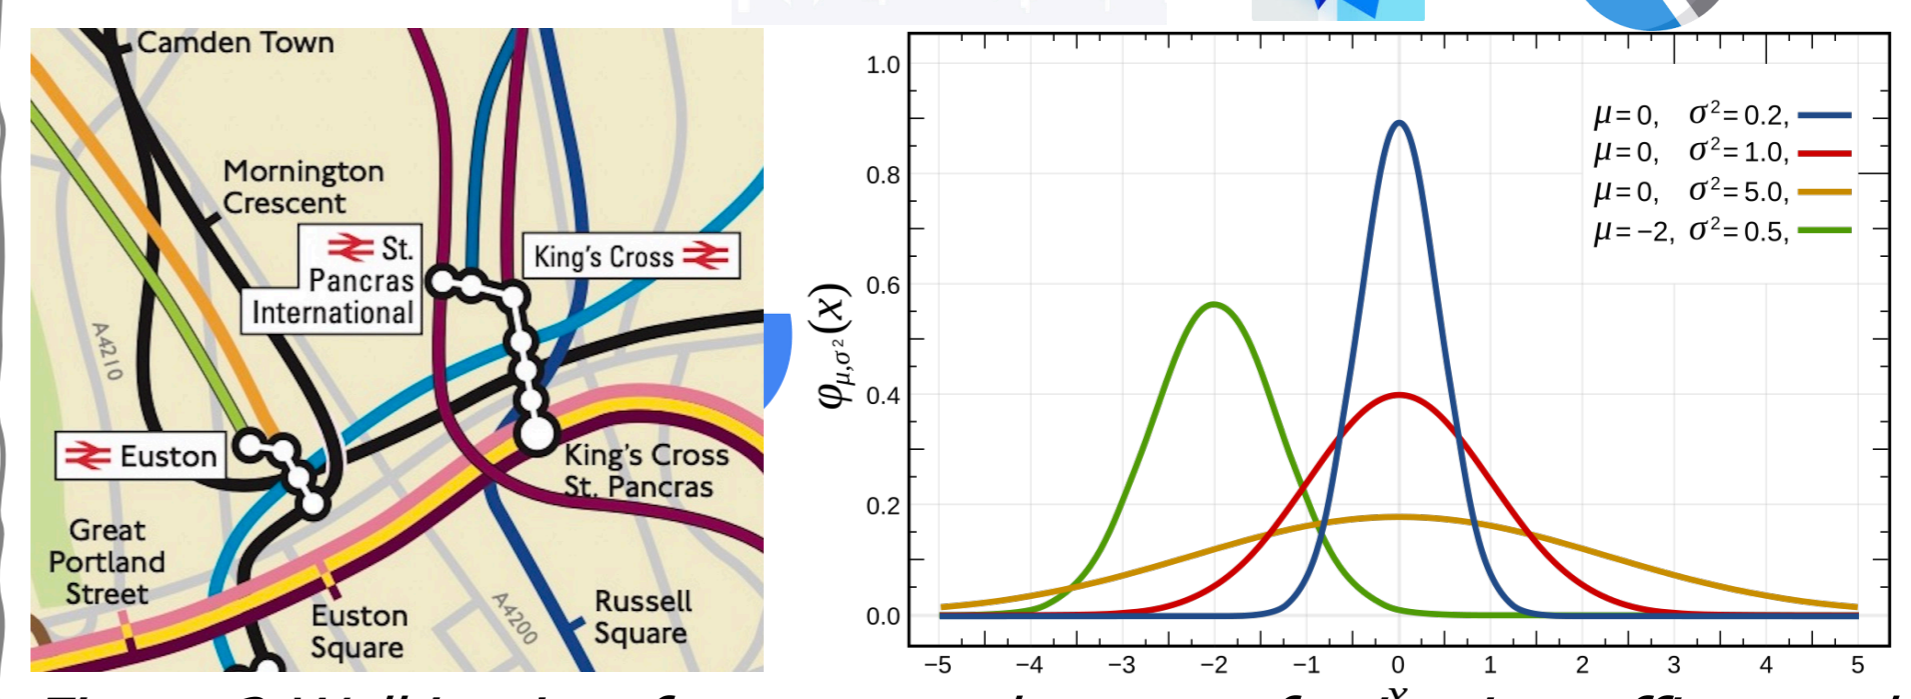 Camden Town
Mornington
Crescent
St.
Pancras
International
King's Cross
A4210
Euston
King's Cross
St. Pancras
Great
Portland
Street
Euston
Square
A4200
Russell
Square
1.0
0.8
0.6
0.4
0.2
0.0
φμ,σ²(x)
μ=0, σ²=0.2,
μ=0, σ²=1.0,
μ=0, σ²=5.0,
μ=−2, σ²=0.5,
−5 −4 −3 −2 −1 0 1 2 3 4 5
x